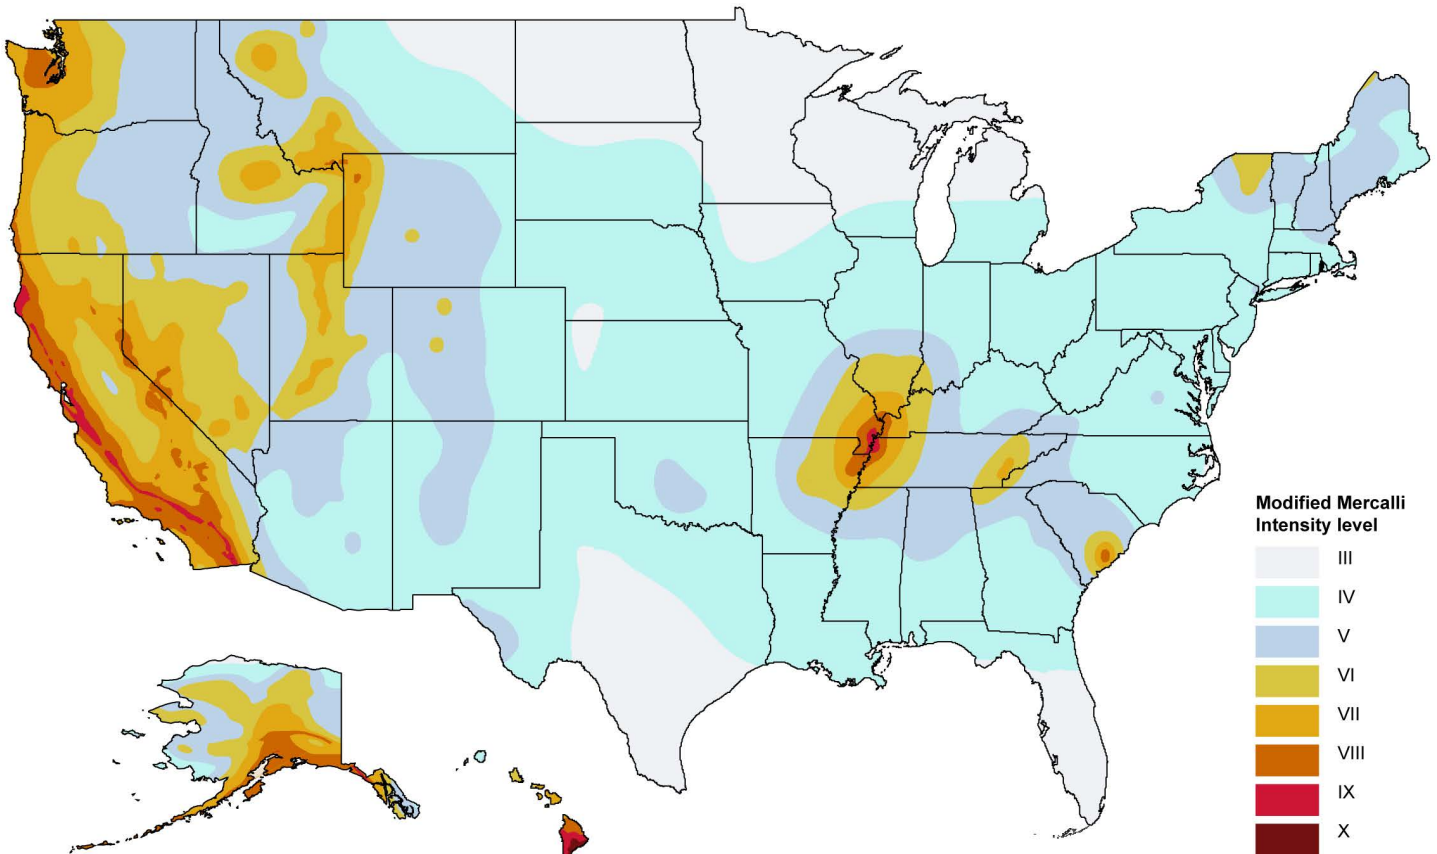 Modified Mercalli
Intensity level
III
IV
V
VI
VII
VIII
IX
X